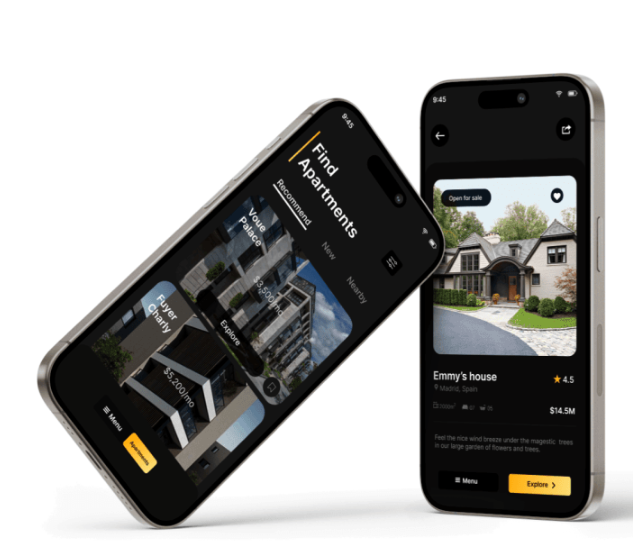 9:45
Find
Apartments
Recommend
New
Nearby
Voue
Palace
$3,500/mo
Explore
Fuyer
Charly
$5,200/mo
Menu
Apartments
9:45
Open for sale
Emmy's house
4.5
Madrid, Spain
$14.5M
Feel the nice wind breeze under the magestic trees
in our large garden of flowers and trees.
Menu
Explore